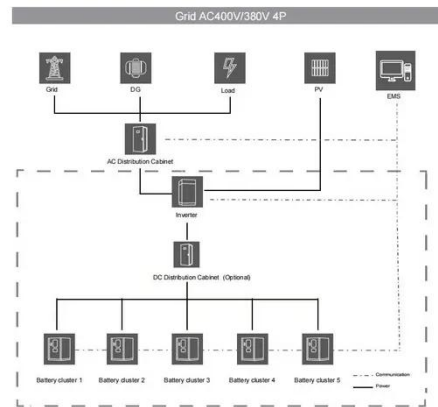 Grid AC400V/380V 4P
Grid
DG
Load
PV
EMS
AC Distribution Cabinet
Inverter
DC Distribution Cabinet (Optional)
Battery cluster 1
Battery cluster 2
Battery cluster 3
Battery cluster 4
Battery cluster 5
Communication
Power